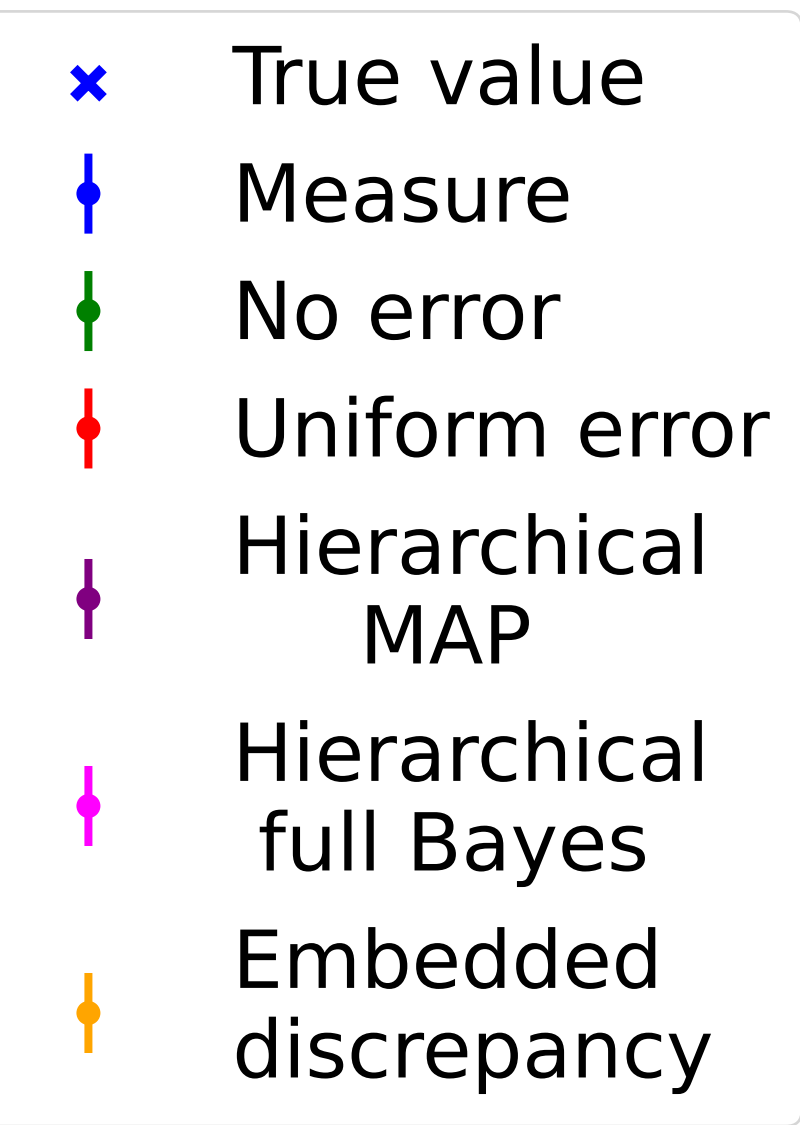 True value
Measure
No error
Uniform error
Hierarchical
MAP
Hierarchical
full Bayes
Embedded
discrepancy